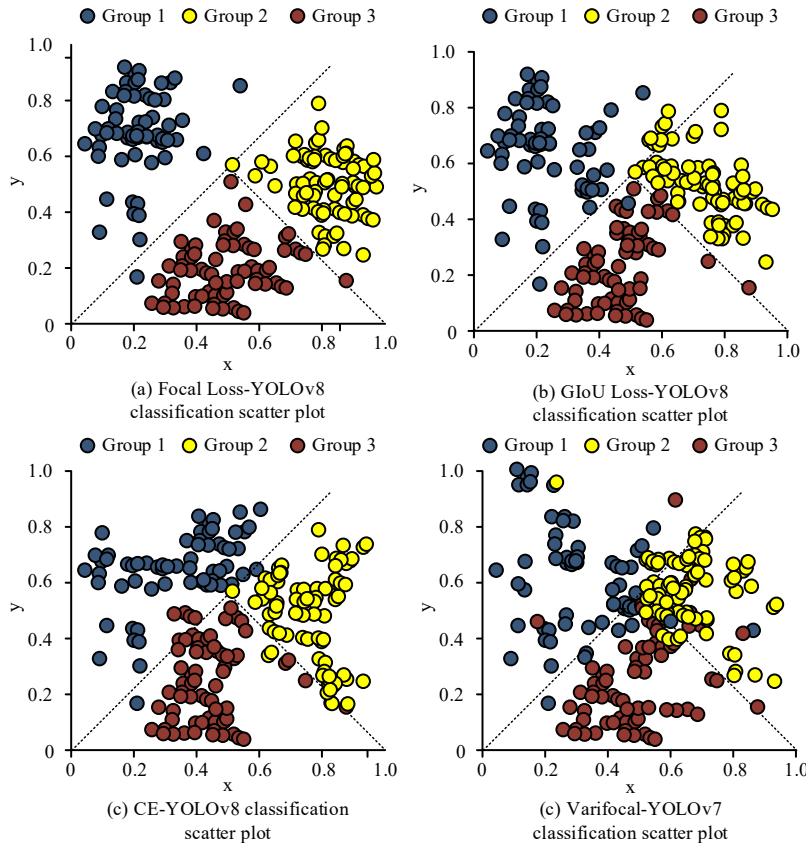 Group 1 Group 2 Group 3
1.0
0.8
0.6
y
0.4
0.2
0
0 0.2 0.4 0.6 0.8 1.0
x
(a) Focal Loss-YOLOv8
classification scatter plot
Group 1 Group 2 Group 3
1.0
0.8
0.6
y
0.4
0.2
0
0 0.2 0.4 0.6 0.8 1.0
x
(b) GIoU Loss-YOLOv8
classification scatter plot
Group 1 Group 2 Group 3
1.0
0.8
0.6
y
0.4
0.2
0
0 0.2 0.4 0.6 0.8 1.0
x
(c) CE-YOLOv8 classification
scatter plot
Group 1 Group 2 Group 3
1.0
0.8
0.6
y
0.4
0.2
0
0 0.2 0.4 0.6 0.8 1.0
x
(c) Varifocal-YOLOv7
classification scatter plot